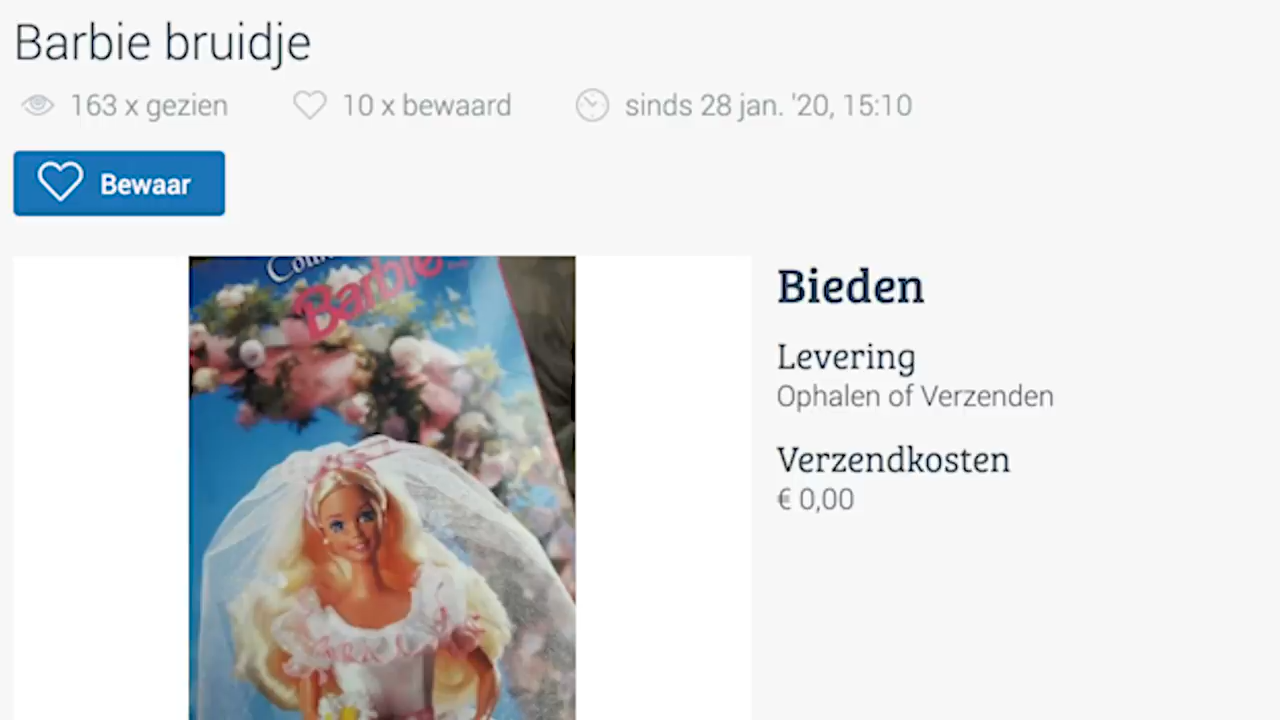 Barbie bruidje
163 x gezien 10 x bewaard sinds 28 jan. '20, 15:10
Bewaar
Barbie
Bieden
Levering
Ophalen of Verzenden
Verzendkosten
€ 0,00